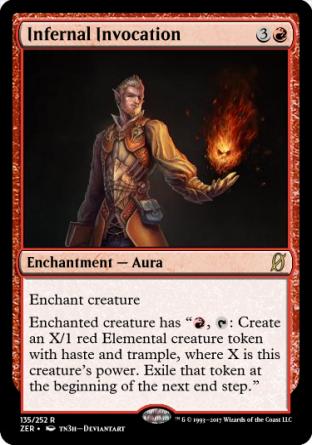 Infernal Invocation 3
Enchantment — Aura
Enchant creature
Enchanted creature has “, : Create
an X/1 red Elemental creature token
with haste and trample, where X is this
creature's power. Exile that token at
the beginning of the next end step.”
135/252 R
ZER • TN3H—Deviantart
™ & © 1993–2017 Wizards of the Coast LLC